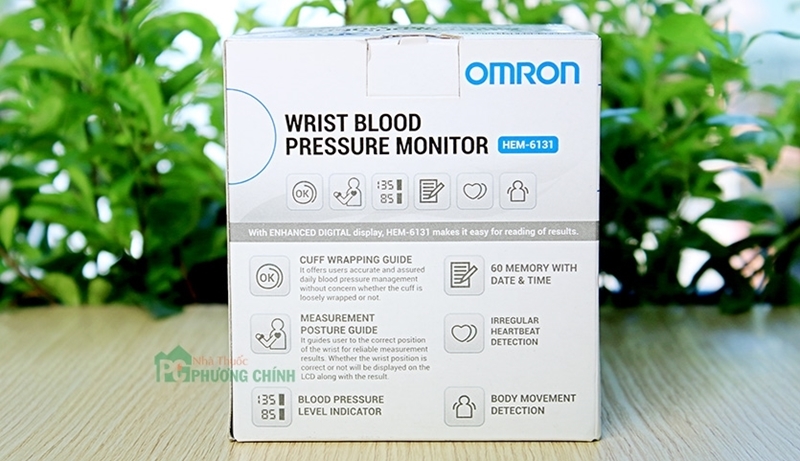 OMRON
WRIST BLOOD
PRESSURE MONITOR HEM-6131
OK
135
85
With ENHANCED DIGITAL display, HEM-6131 makes it easy for reading of results.
OK
CUFF WRAPPING GUIDE
It offers users accurate and assured
daily blood pressure management
without concern whether the cuff is
loosely wrapped or not.
60 MEMORY WITH
DATE & TIME
MEASUREMENT
POSTURE GUIDE
It guides user to the correct position
of the wrist for reliable measurement
results. Whether the wrist position is
correct or not will be displayed on the
LCD along with the result.
IRREGULAR
HEARTBEAT
DETECTION
PC
Nhà Thuốc
PHƯƠNG CHÍNH
135
85
BLOOD PRESSURE
LEVEL INDICATOR
BODY MOVEMENT
DETECTION